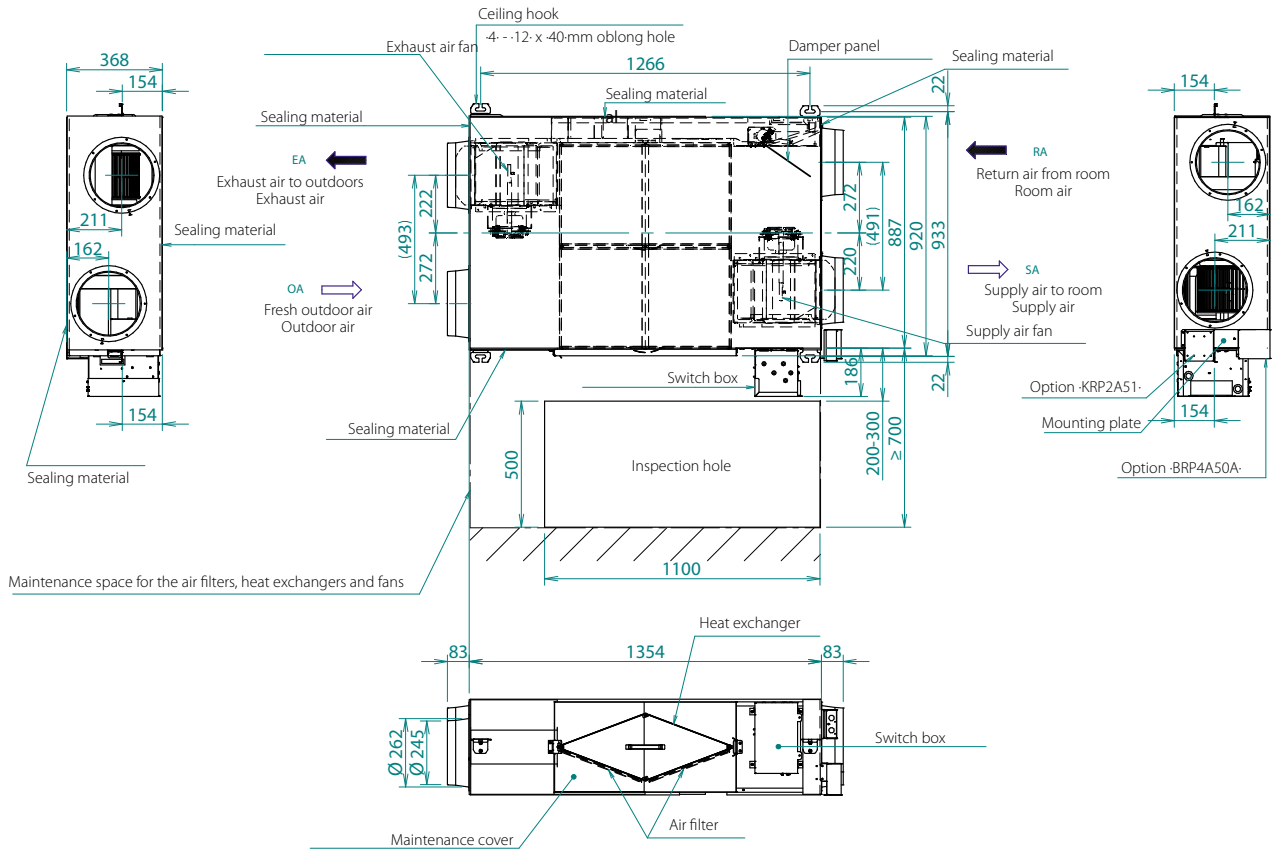 Ceiling hook
·4· - ·12· x ·40·mm oblong hole
Exhaust air fan
Damper panel
Sealing material
368
154
1266
22
154
Sealing material
al
Sealing material
EA
Exhaust air to outdoors
Exhaust air
RA
Return air from room
Room air
211
162
Sealing material
(493)
222
272
272
(491)
220
887
920
933
162
211
OA
Fresh outdoor air
Outdoor air
SA
Supply air to room
Supply air
Supply air fan
Switch box
186
22
Option ·KRP2A51·
Mounting plate
154
154
Sealing material
Sealing material
500
Inspection hole
200-300
≥ 700
Option ·BRP4A50A·
1100
Maintenance space for the air filters, heat exchangers and fans
Heat exchanger
83
1354
83
Ø 262
Ø 245
Switch box
Air filter
Maintenance cover